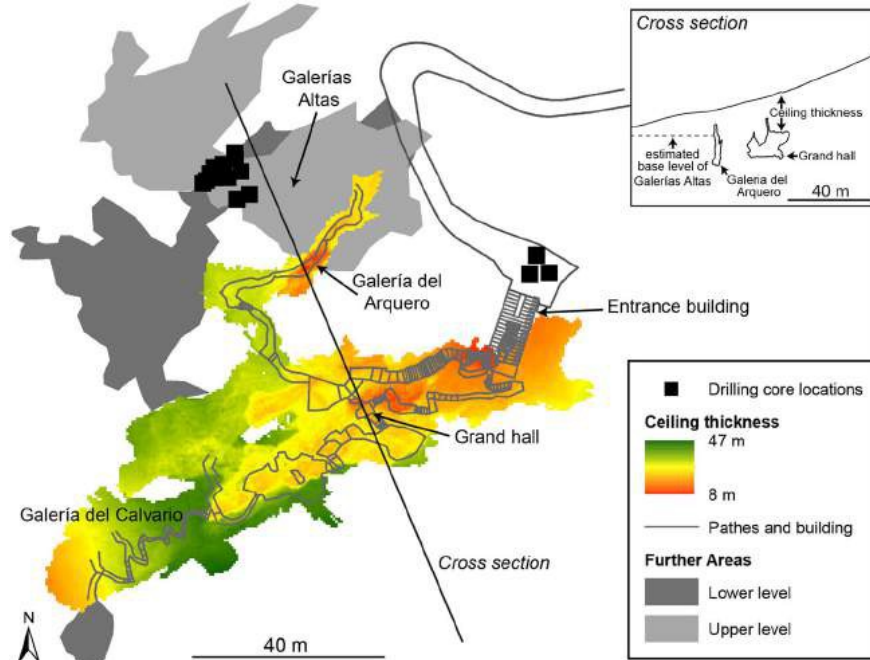 Galerías
Altas
Galería del
Arquero
Entrance building
Grand hall
Galería del Calvario
Cross section
N
40 m
Cross section
Ceiling thickness
estimated
base level of
Galerías Altas
Grand hall
Galeria del
Arquero
40 m
Drilling core locations
Ceiling thickness
47 m
8 m
Pathes and building
Further Areas
Lower level
Upper level